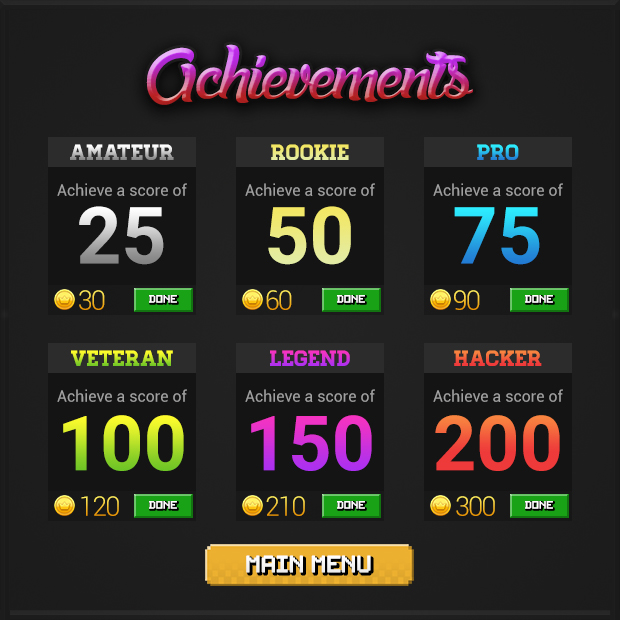 Achievements
AMATEUR
Achieve a score of
25
30 DONE
ROOKIE
Achieve a score of
50
60 DONE
PRO
Achieve a score of
75
90 DONE
VETERAN
Achieve a score of
100
120 DONE
LEGEND
Achieve a score of
150
210 DONE
HACKER
Achieve a score of
200
300 DONE
MAIN MENU